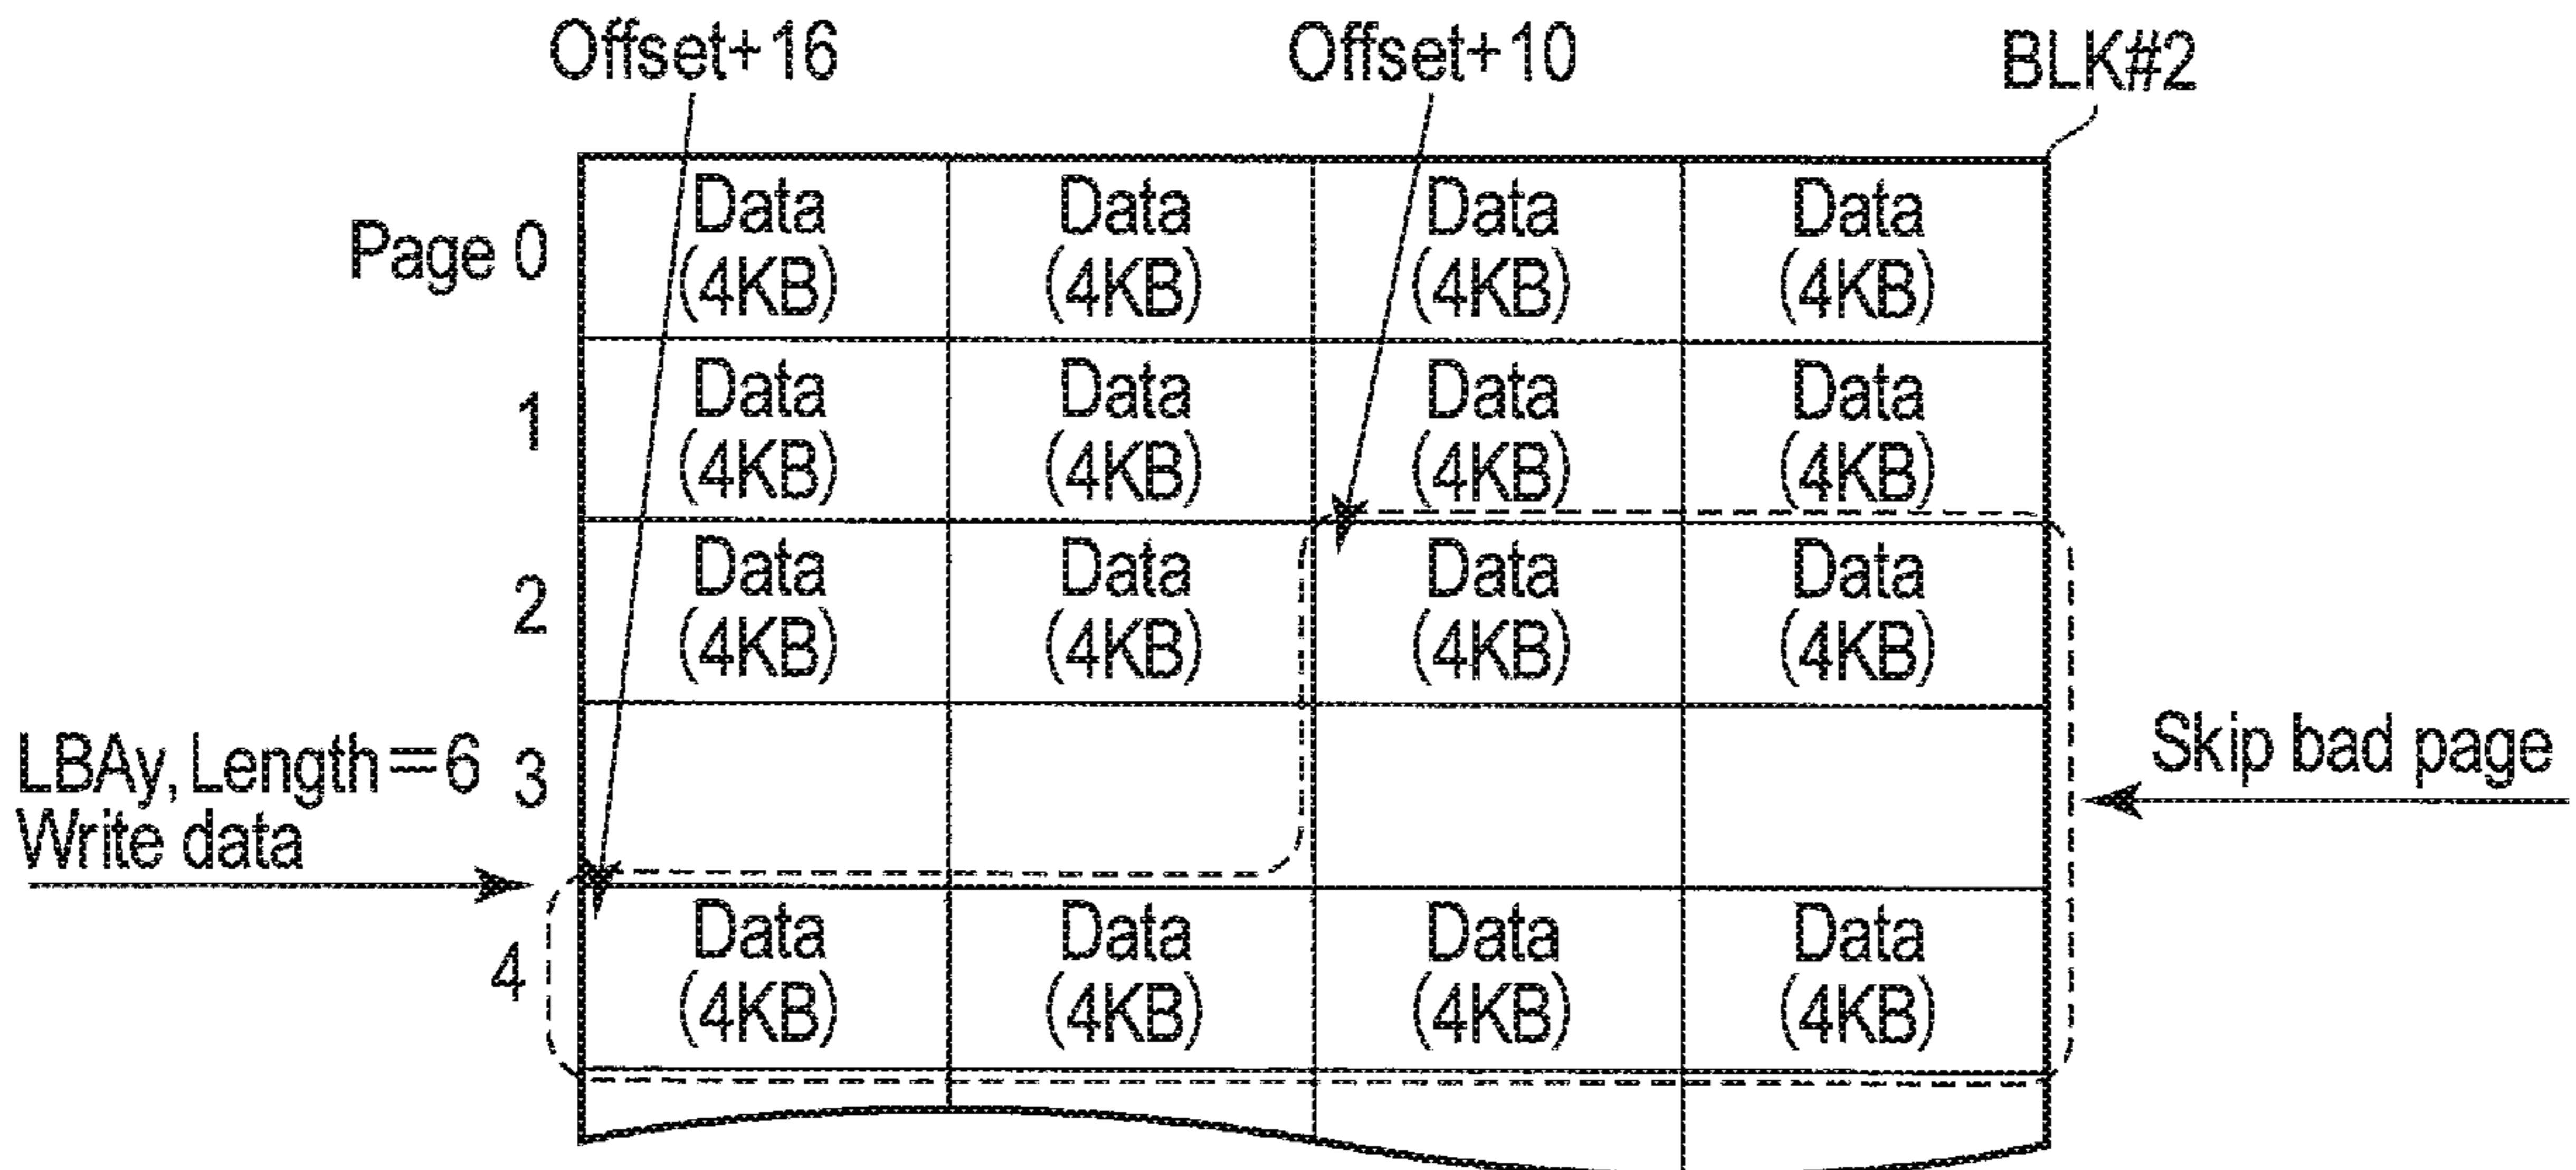 Offset+16 Offset+10 BLK#2
Page 0 Data Data Data Data
(4KB) (4KB) (4KB) (4KB)
1 Data Data Data Data
(4KB) (4KB) (4KB) (4KB)
2 Data Data Data Data
(4KB) (4KB) (4KB) (4KB)
LBAy, Length=6 3 Skip bad page
Write data
4 Data Data Data Data
(4KB) (4KB) (4KB) (4KB)